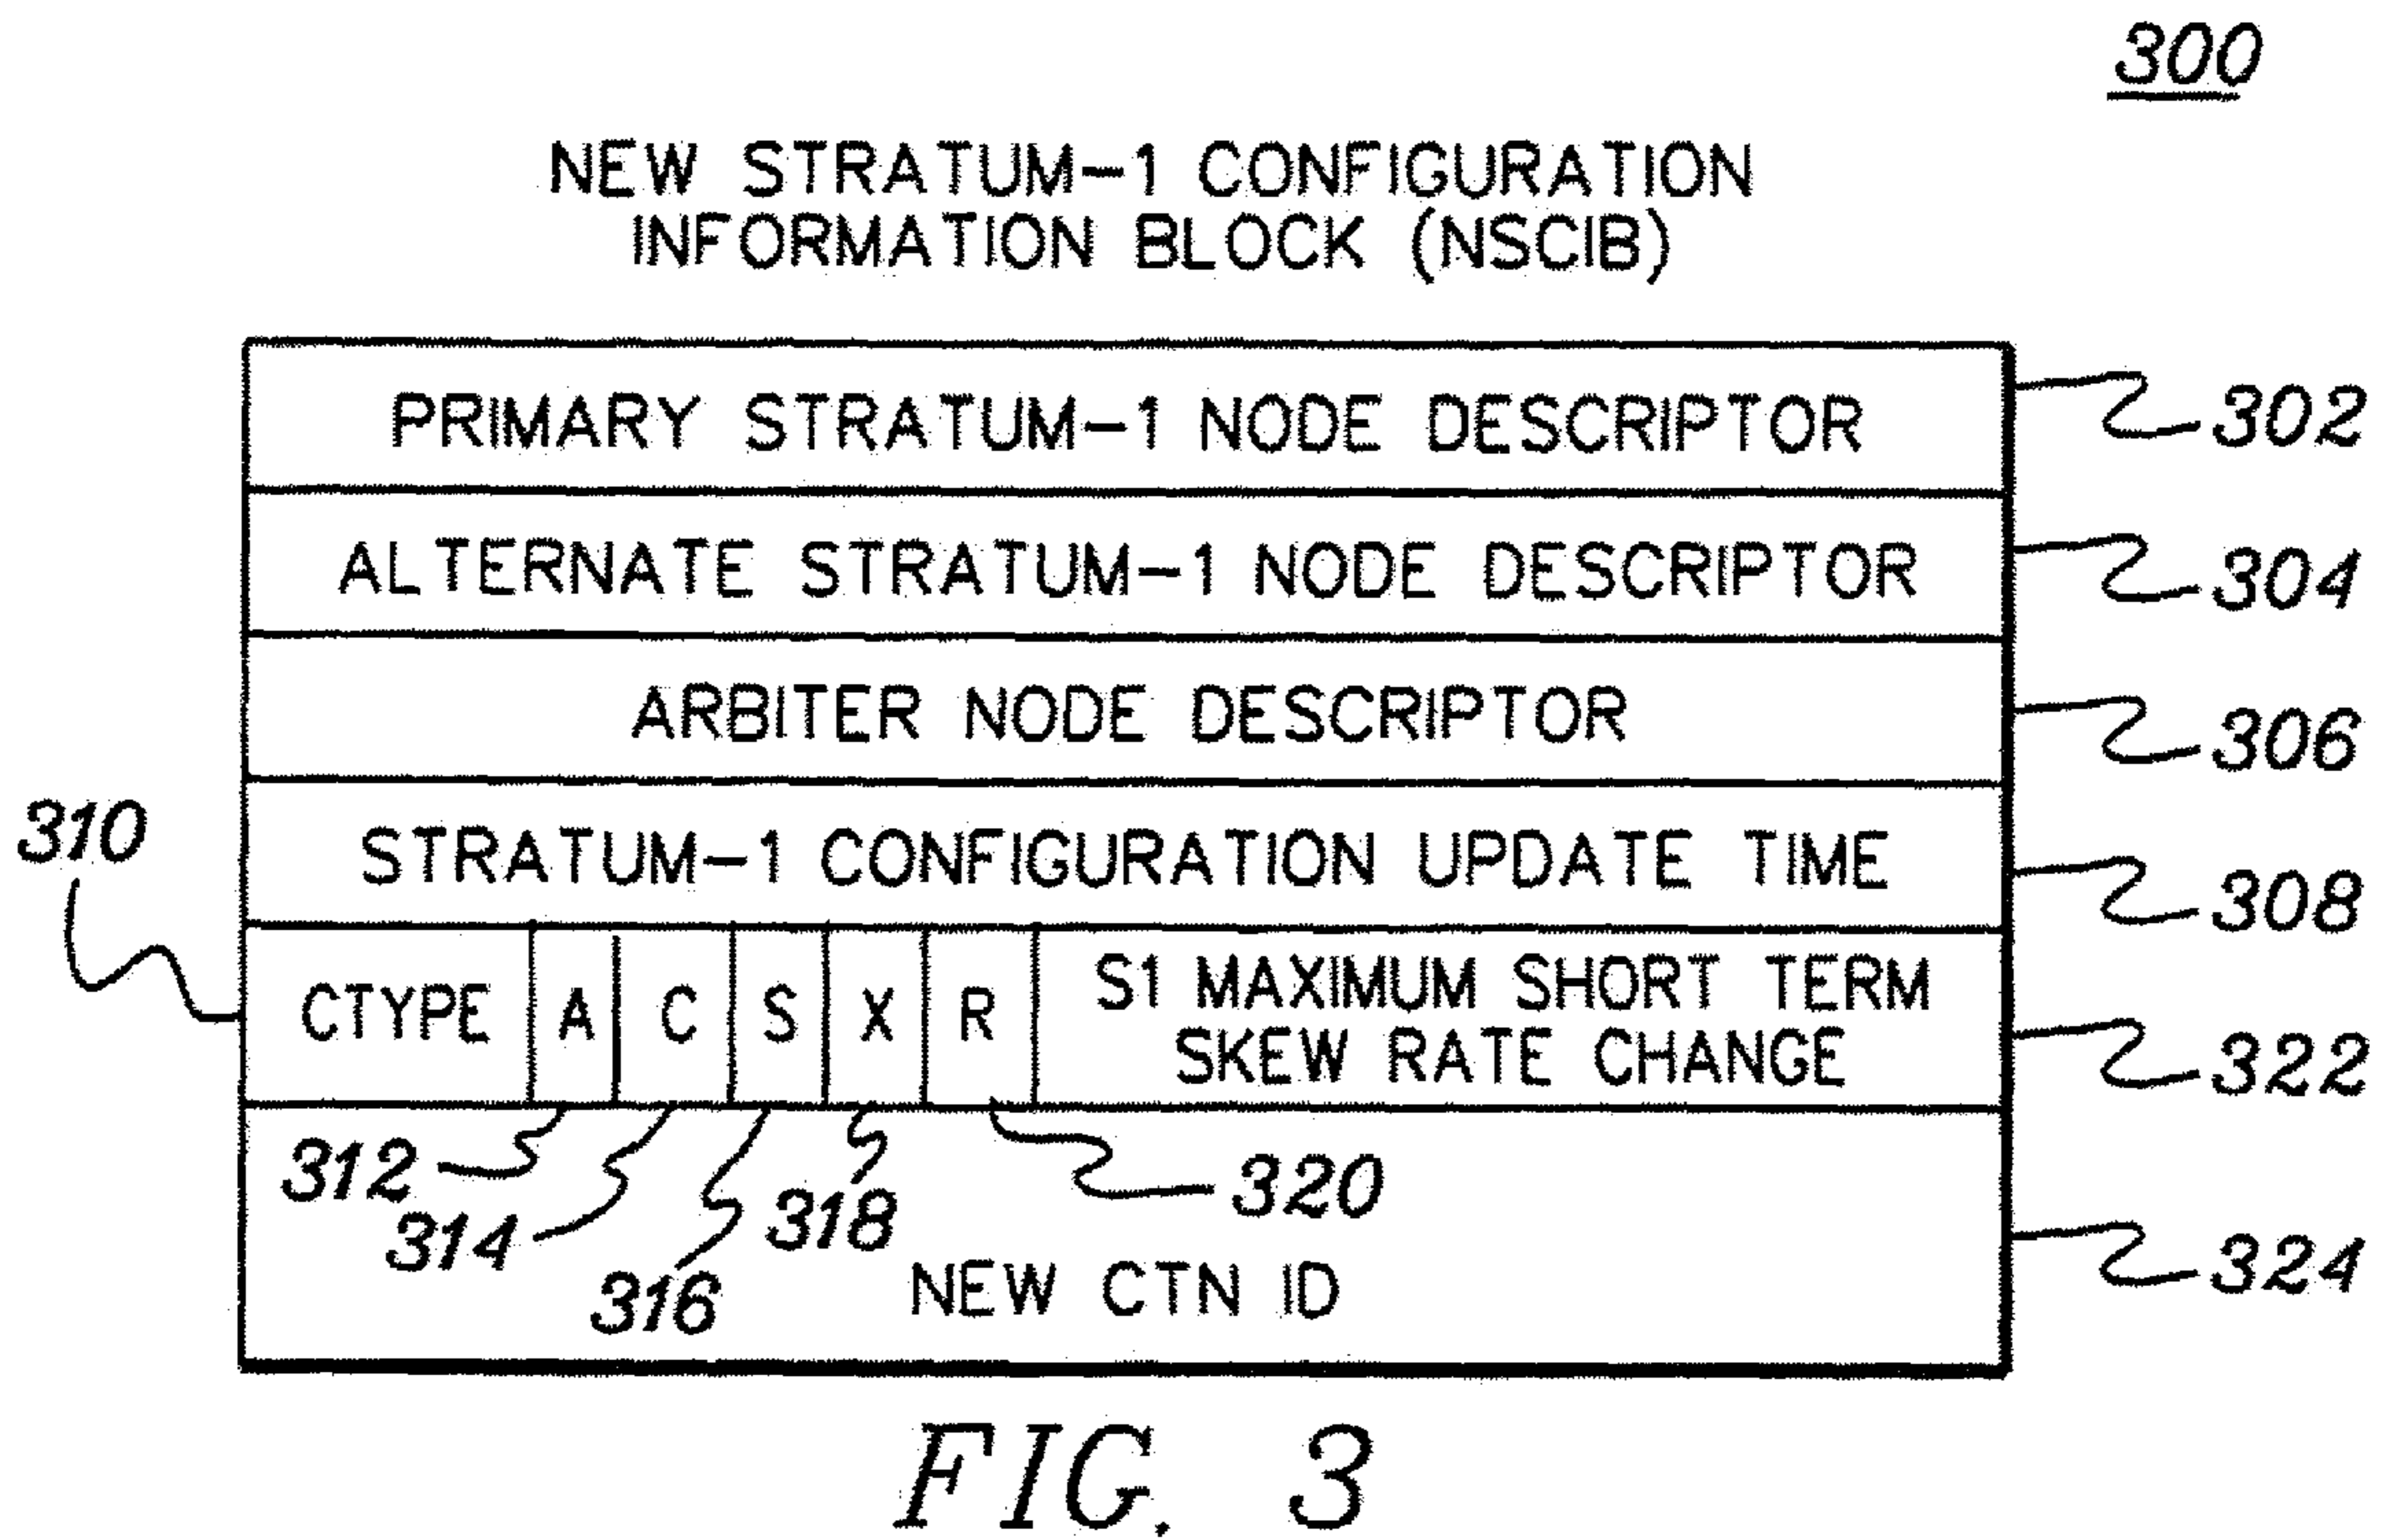 300
NEW STRATUM-1 CONFIGURATION
INFORMATION BLOCK (NSCIB)
PRIMARY STRATUM-1 NODE DESCRIPTOR
302
ALTERNATE STRATUM-1 NODE DESCRIPTOR
304
ARBITER NODE DESCRIPTOR
306
310
STRATUM-1 CONFIGURATION UPDATE TIME
308
CTYPE A C S X R
S1 MAXIMUM SHORT TERM
SKEW RATE CHANGE
322
312
314
316
318
320
NEW CTN ID
324
FIG. 3